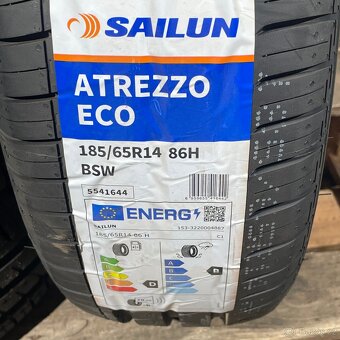 SAILUN
ATREZZO
ECO
185/65R14 86H
BSW
5541644
ENERG
SAILUN
185/65R14 86 H
C1
D
B